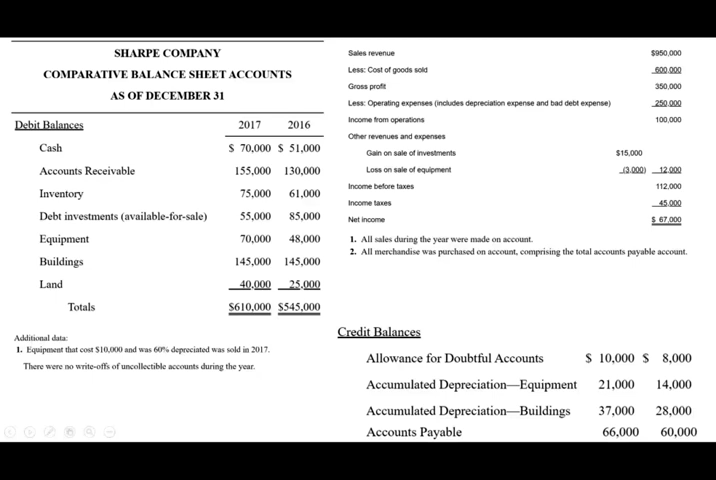 SHARPE COMPANY
COMPARATIVE BALANCE SHEET ACCOUNTS
AS OF DECEMBER 31
Debit Balances 2017 2016
Cash $ 70,000 $ 51,000
Accounts Receivable 155,000 130,000
Inventory 75,000 61,000
Debt investments (available-for-sale) 55,000 85,000
Equipment 70,000 48,000
Buildings 145,000 145,000
Land 40,000 25,000
Totals $610,000 $545,000
Additional data:
1. Equipment that cost $10,000 and was 60% depreciated was sold in 2017.
There were no write-offs of uncollectible accounts during the year.
Sales revenue $950,000
Less: Cost of goods sold 600,000
Gross profit 350,000
Less: Operating expenses (includes depreciation expense and bad debt expense) 250,000
Income from operations 100,000
Other revenues and expenses
Gain on sale of investments $15,000
Loss on sale of equipment (3,000) 12,000
Income before taxes 112,000
Income taxes 45,000
Net income $ 67,000
1. All sales during the year were made on account.
2. All merchandise was purchased on account, comprising the total accounts payable account.
Credit Balances
Allowance for Doubtful Accounts $ 10,000 $ 8,000
Accumulated Depreciation—Equipment 21,000 14,000
Accumulated Depreciation—Buildings 37,000 28,000
Accounts Payable 66,000 60,000